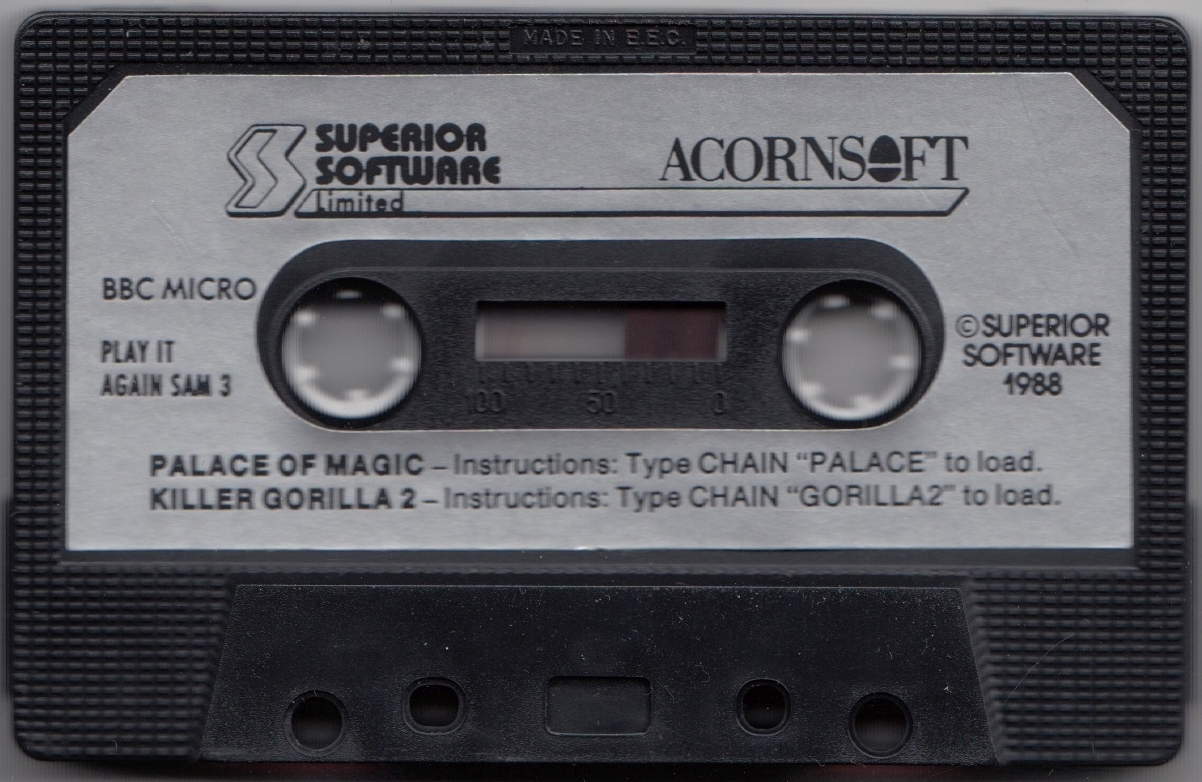 MADE IN E.E.C.
SUPERIOR
SOFTWARE
Limited
ACORNSOFT
BBC MICRO
PLAY IT
AGAIN SAM 3
100 50 0
©SUPERIOR
SOFTWARE
1988
PALACE OF MAGIC – Instructions: Type CHAIN “PALACE” to load.
KILLER GORILLA 2 – Instructions: Type CHAIN “GORILLA2” to load.